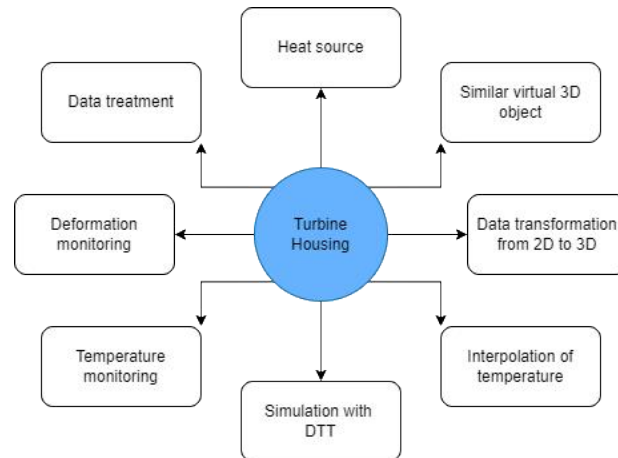 Heat source
Data treatment
Similar virtual 3D
object
Deformation
monitoring
Turbine
Housing
Data transformation
from 2D to 3D
Temperature
monitoring
Interpolation of
temperature
Simulation with
DTT